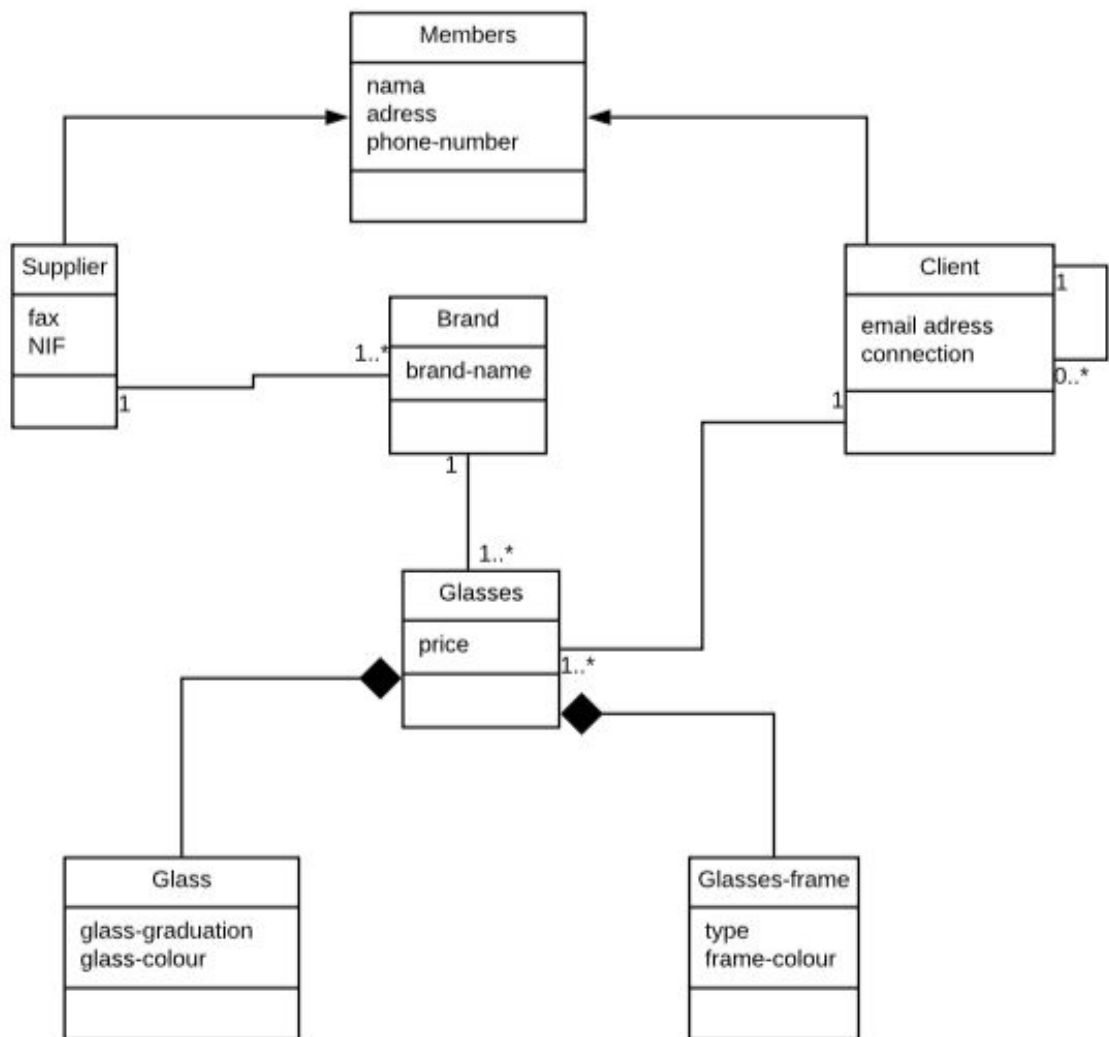 Members
nama
adress
phone-number
Supplier
fax
NIF
1
Brand
1..*
brand-name
1
Client
email adress
connection
1
0..*
1
1..*
Glasses
price
1..*
Glass
glass-graduation
glass-colour
Glasses-frame
type
frame-colour